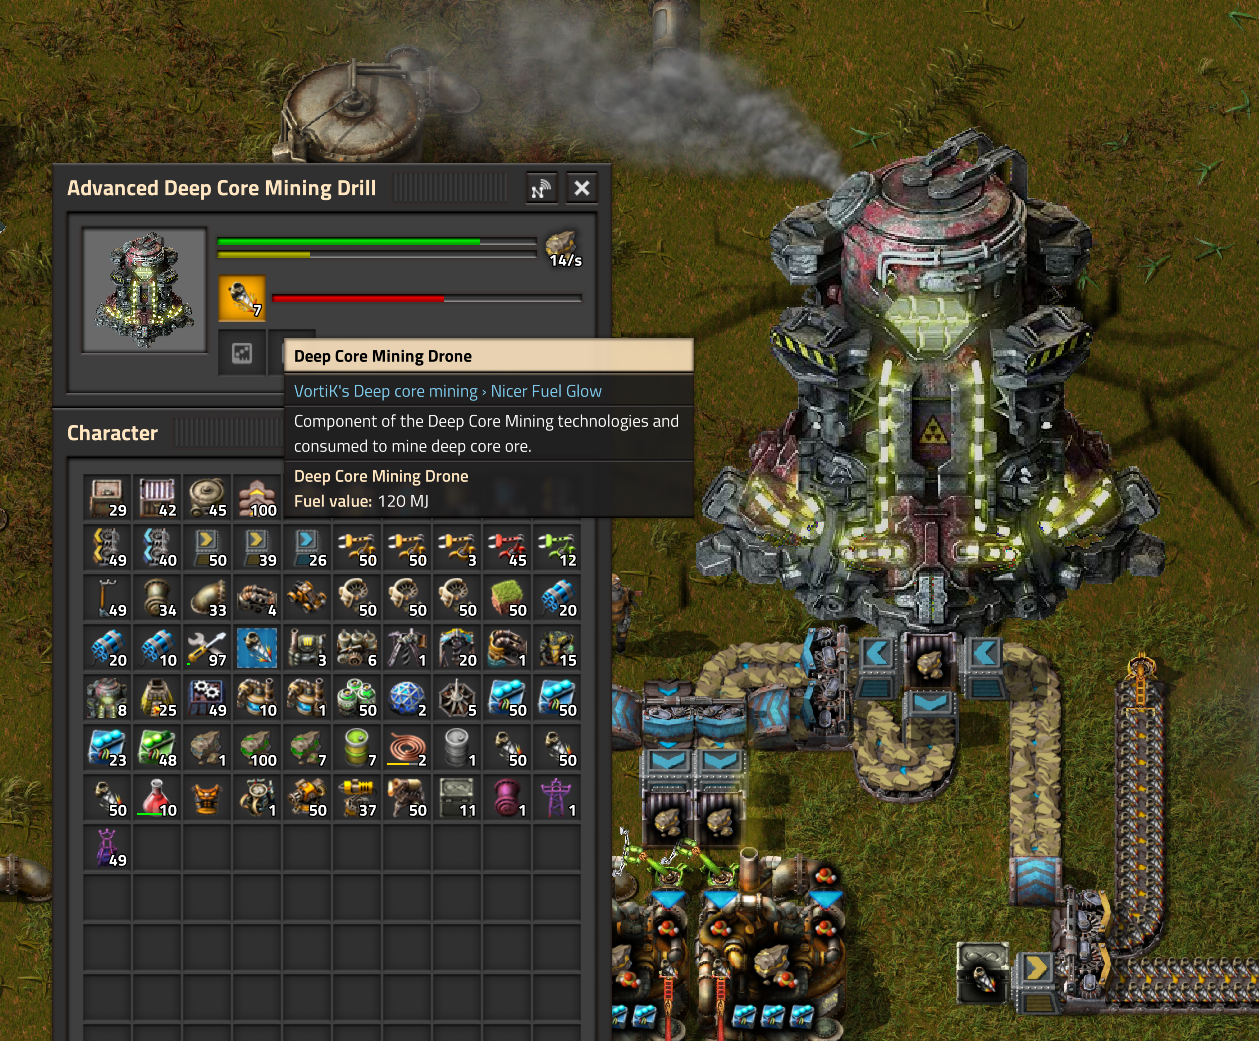 Advanced Deep Core Mining Drill
14/s
7
Deep Core Mining Drone
VortiK's Deep core mining › Nicer Fuel Glow
Component of the Deep Core Mining technologies and
consumed to mine deep core ore.
Deep Core Mining Drone
Fuel value: 120 MJ
Character
29 42 45 100
49 40 50 39 26 50 50 3 45 12
49 34 33 4 50 50 50 50 20
20 10 97 3 6 1 20 1 15
8 25 49 10 1 50 2 5 50 50
23 48 1 100 7 7 2 1 50 50
50 10 1 50 37 50 11 1 1
49